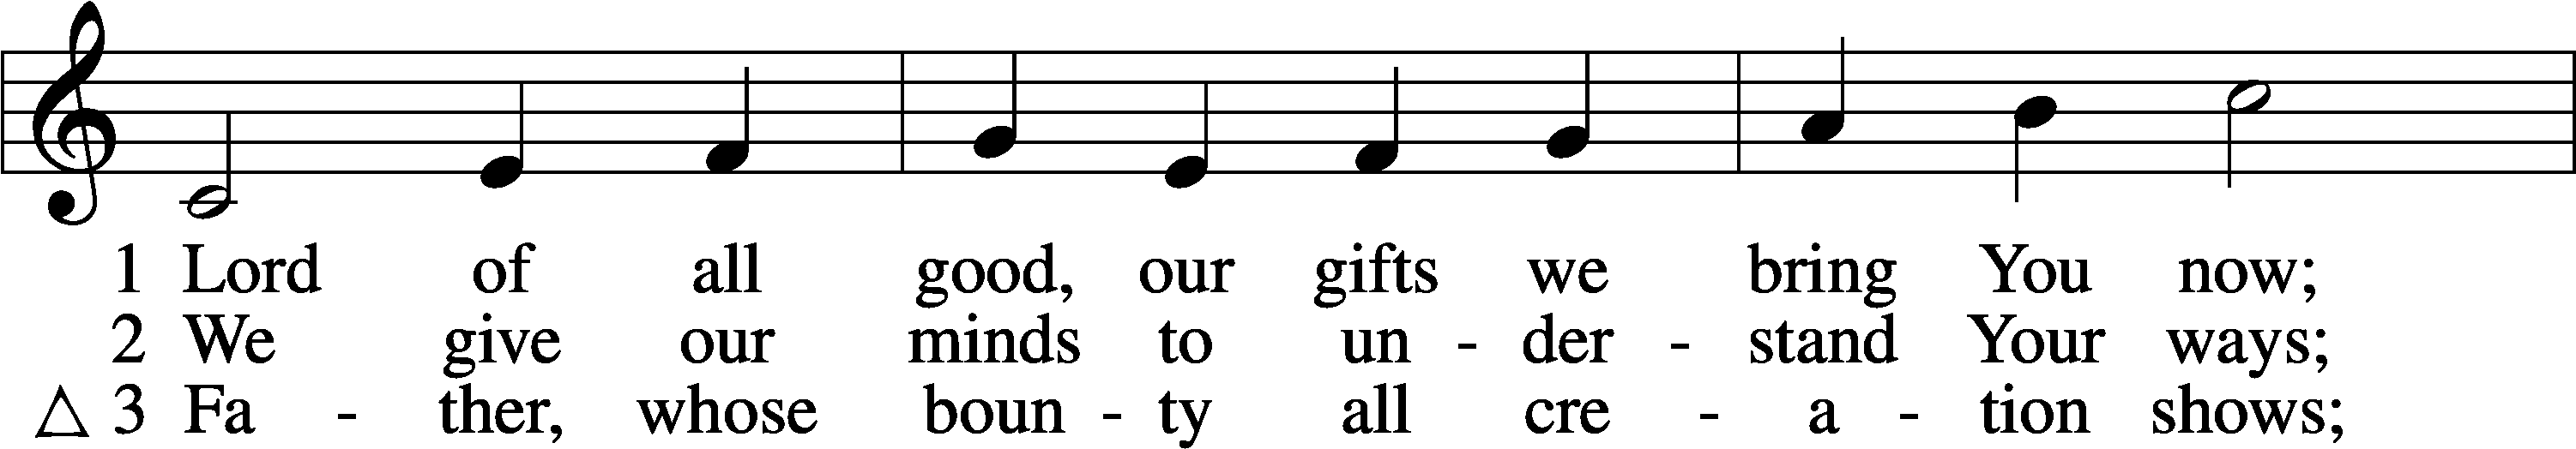 1 Lord of all good, our gifts we bring You now;
2 We give our minds to un - der - stand Your ways;
△ 3 Fa - ther, whose boun - ty all cre - a - tion shows;